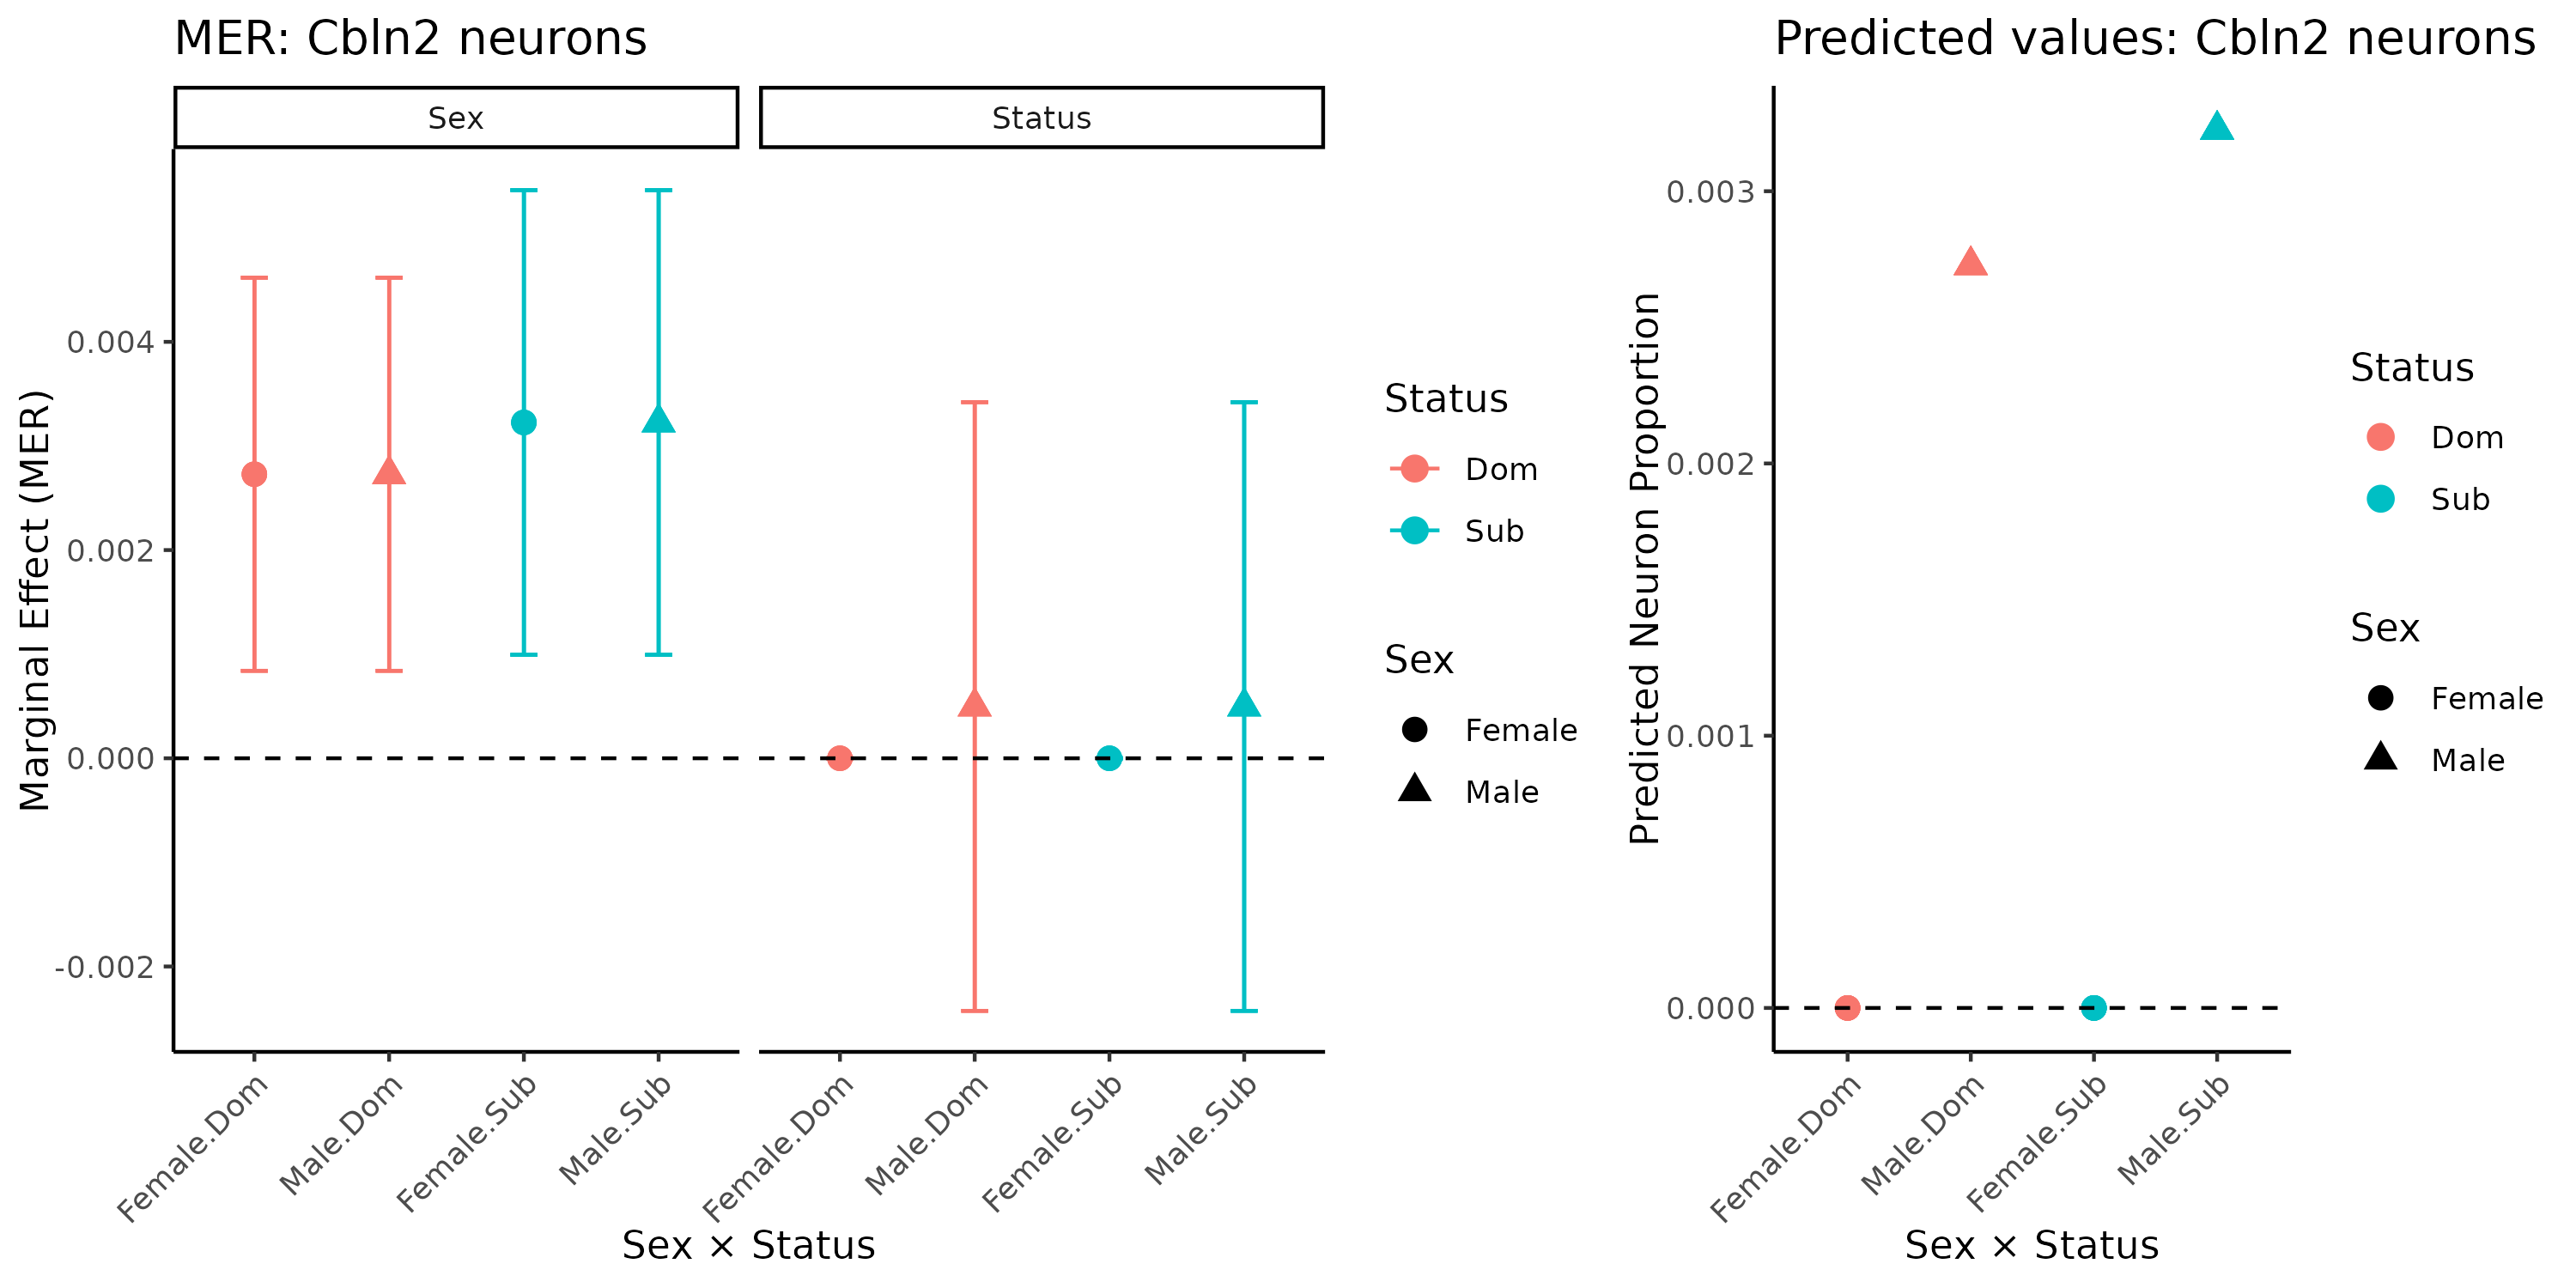 MER: Cbln2 neurons
Sex
Status
Marginal Effect (MER)
0.004
0.002
0.000
-0.002
Female.Dom
Male.Dom
Female.Sub
Male.Sub
Female.Dom
Male.Dom
Female.Sub
Male.Sub
Sex × Status
Status
Dom
Sub
Sex
Female
Male
Predicted values: Cbln2 neurons
Predicted Neuron Proportion
0.003
0.002
0.001
0.000
Female.Dom
Male.Dom
Female.Sub
Male.Sub
Sex × Status
Status
Dom
Sub
Sex
Female
Male